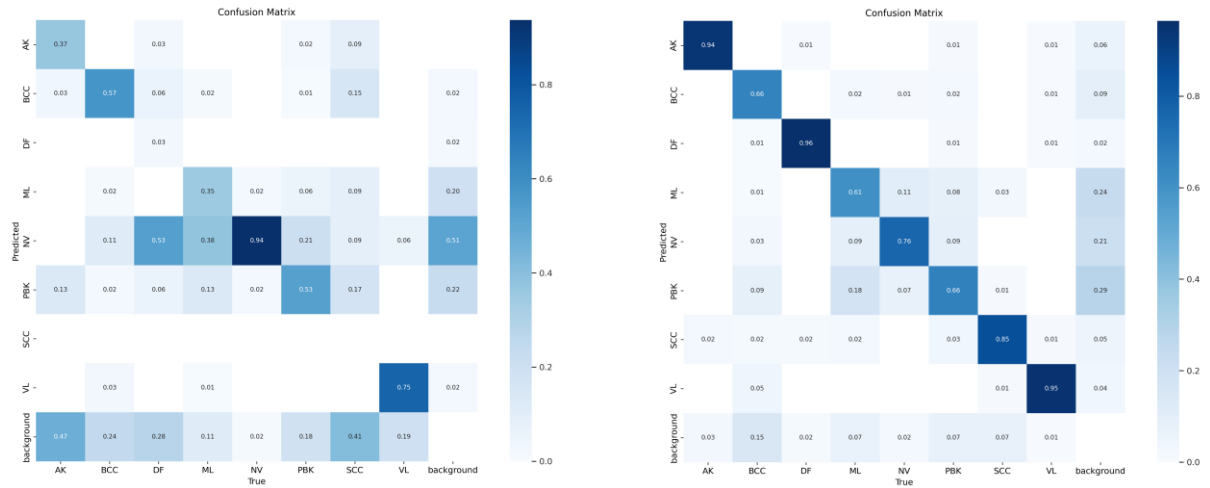 Confusion Matrix
AK 0.37 0.03 0.02 0.09
BCC 0.03 0.57 0.06 0.02 0.01 0.15 0.02
DF 0.03 0.02
ML 0.02 0.35 0.02 0.06 0.09 0.20
NV 0.11 0.53 0.38 0.94 0.21 0.09 0.06 0.51
PBK 0.13 0.02 0.06 0.13 0.02 0.53 0.17 0.22
SCC
VL 0.03 0.01 0.75 0.02
background 0.47 0.24 0.28 0.11 0.02 0.18 0.41 0.19
AK BCC DF ML NV PBK SCC VL background
True
Predicted
0.8
0.6
0.4
0.2
0.0
Confusion Matrix
AK 0.94 0.01 0.01 0.01 0.06
BCC 0.66 0.02 0.01 0.02 0.01 0.09
DF 0.01 0.96 0.01 0.01 0.02
ML 0.01 0.61 0.11 0.08 0.03 0.24
NV 0.03 0.09 0.76 0.09 0.21
PBK 0.09 0.18 0.07 0.66 0.01 0.29
SCC 0.02 0.02 0.02 0.02 0.03 0.85 0.01 0.05
VL 0.05 0.01 0.95 0.04
background 0.03 0.15 0.02 0.07 0.02 0.07 0.07 0.01
AK BCC DF ML NV PBK SCC VL background
True
Predicted
0.8
0.6
0.4
0.2
0.0